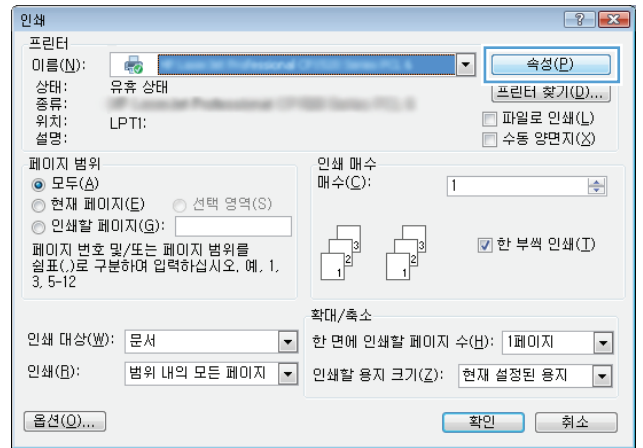 인쇄
프린터
이름(N):
속성(P)
상태: 유휴 상태
프린터 찾기(D)...
종류:
위치: LPT1:
파일로 인쇄(L)
설명:
수동 양면지(X)
페이지 범위
모두(A)
현재 페이지(E) 선택 영역(S)
인쇄할 페이지(G):
페이지 번호 및/또는 페이지 범위를
쉼표(,)로 구분하여 입력하십시오. 예, 1,
3, 5-12
인쇄 매수
매수(C): 1
3 3
2 2
1 1
한 부씩 인쇄(T)
인쇄 대상(W): 문서
인쇄(R): 범위 내의 모든 페이지
확대/축소
한 면에 인쇄할 페이지 수(H): 1페이지
인쇄할 용지 크기(Z): 현재 설정된 용지
옵션(O)...
확인 취소